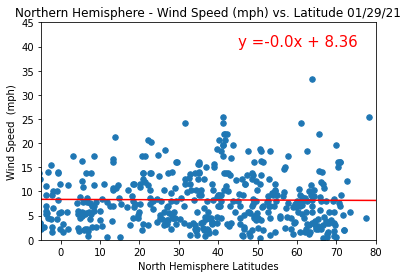 Northern Hemisphere - Wind Speed (mph) vs. Latitude 01/29/21
y =-0.0x + 8.36
Wind Speed (mph)
45
40
35
30
25
20
15
10
5
0
0 10 20 30 40 50 60 70 80
North Hemisphere Latitudes